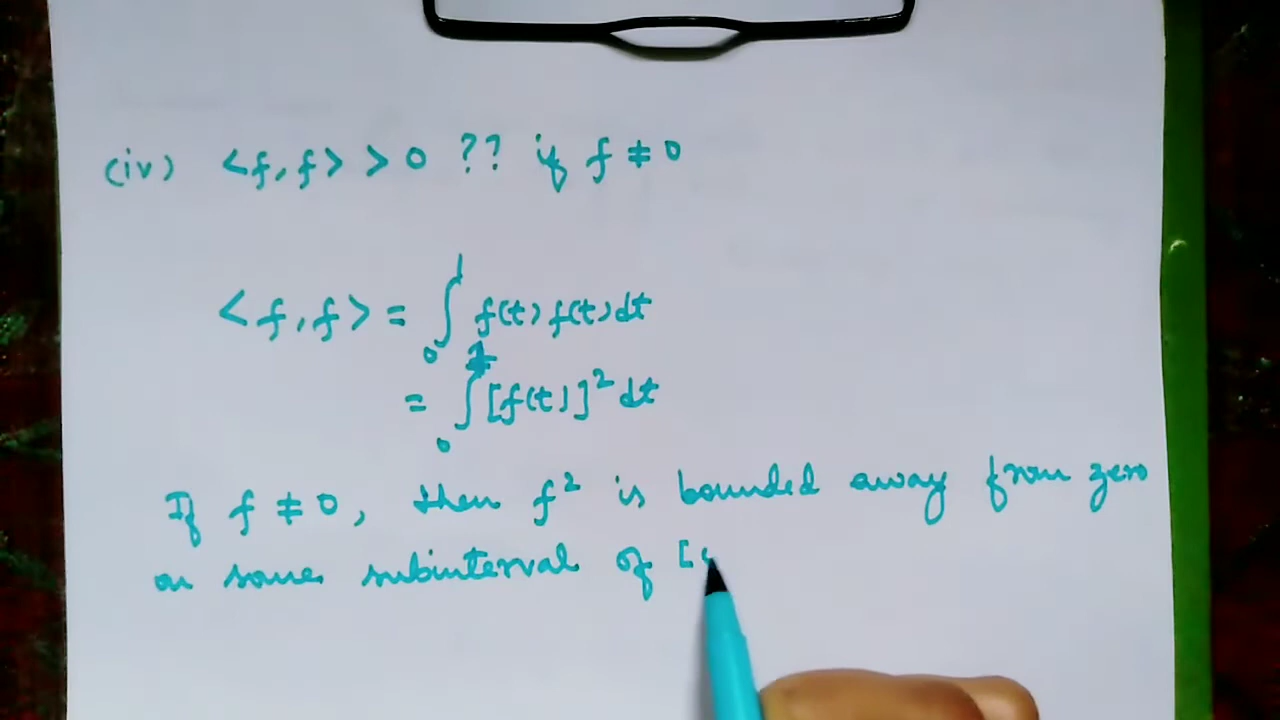 (iv) <f,f> > 0 ?? if f ≠ 0
<f,f> = ∫₀¹ f(t) f(t) dt
= ∫₀¹ [f(t)]² dt
If f ≠ 0, then f² is bounded away from zero
on some subinterval of [